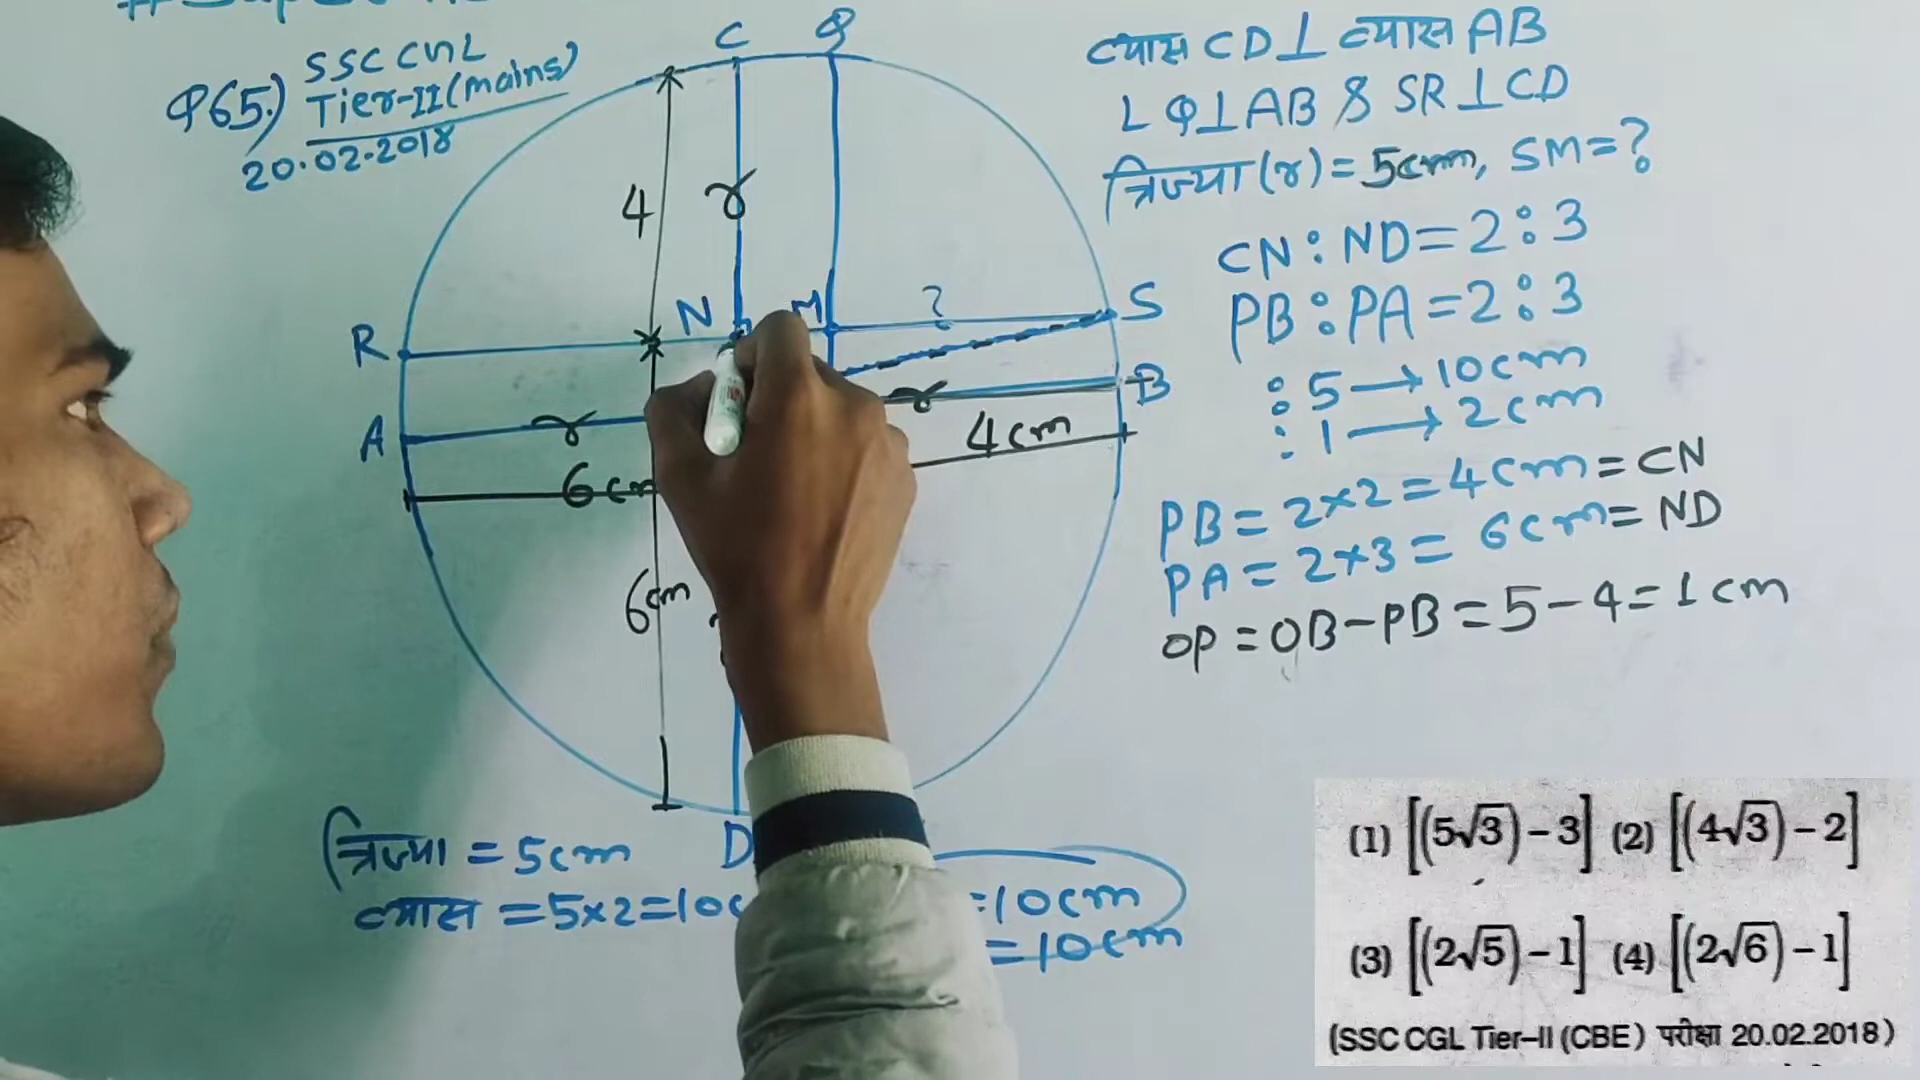 Q65.) SSC CGL
Tier-II (mains)
20.02.2018
C Q
4 r
R N M ? S
A r r B
6cm 4cm
6cm
D
व्यास CD⊥ व्यास AB
LQ⊥AB & SR⊥CD
त्रिज्या (r) = 5cm, SM=?
CN : ND = 2 : 3
PB : PA = 2 : 3
: 5 → 10cm
: 1 → 2cm
PB = 2×2 = 4cm = CN
PA = 2×3 = 6cm = ND
OP = OB-PB = 5-4 = 1cm
त्रिज्या = 5cm
व्यास = 5×2=10c =10cm
=10cm
(1) [(5√3) – 3] (2) [(4√3) – 2]
(3) [(2√5) – 1] (4) [(2√6) – 1]
(SSC CGL Tier–II (CBE) परीक्षा 20.02.2018)